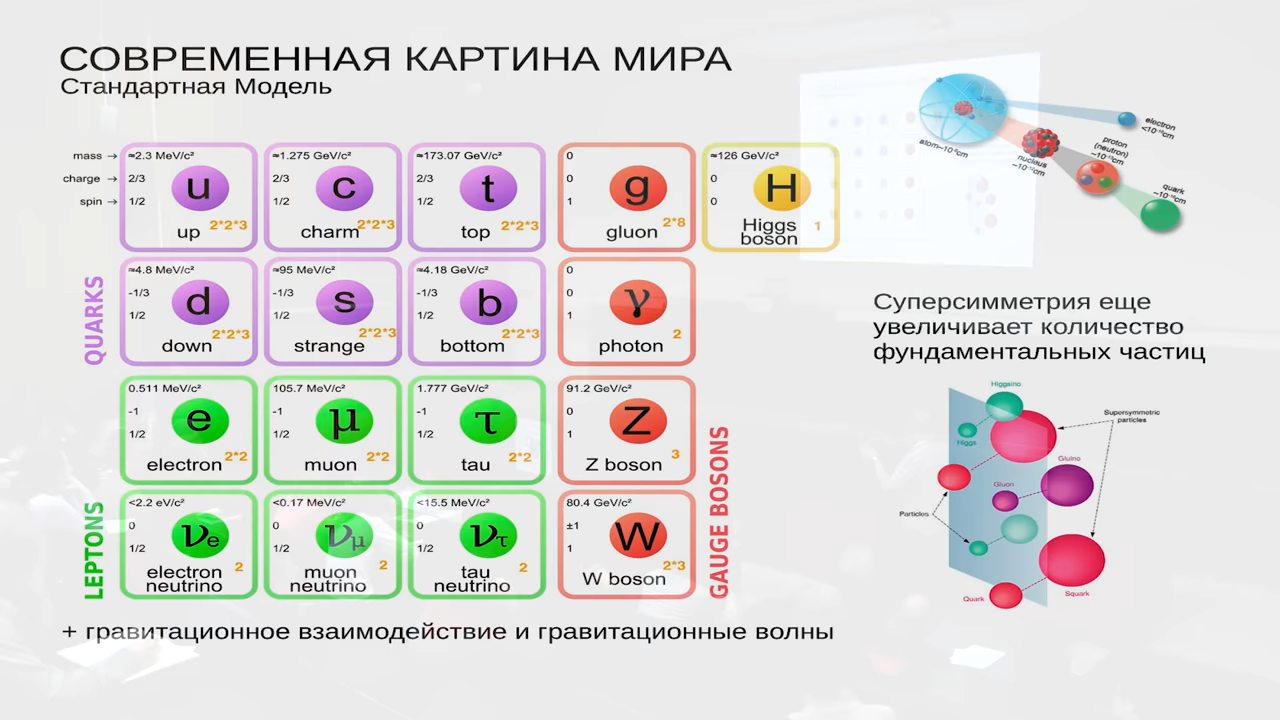 СОВРЕМЕННАЯ КАРТИНА МИРА
Стандартная Модель
mass →
charge →
spin →
≈2.3 MeV/c²
2/3
1/2
u
2*2*3
up
≈1.275 GeV/c²
2/3
1/2
c
2*2*3
charm
≈173.07 GeV/c²
2/3
1/2
t
2*2*3
top
0
0
1
g
2*8
gluon
≈126 GeV/c²
0
0
H
1
Higgs
boson
QUARKS
≈4.8 MeV/c²
-1/3
1/2
d
2*2*3
down
≈95 MeV/c²
-1/3
1/2
s
2*2*3
strange
≈4.18 GeV/c²
-1/3
1/2
b
2*2*3
bottom
0
0
1
γ
2
photon
LEPTONS
0.511 MeV/c²
-1
1/2
e
2*2
electron
105.7 MeV/c²
-1
1/2
μ
2*2
muon
1.777 GeV/c²
-1
1/2
τ
2*2
tau
91.2 GeV/c²
0
1
Z
3
Z boson
<2.2 eV/c²
0
1/2
νe
2
electron
neutrino
<0.17 MeV/c²
0
1/2
νμ
2
muon
neutrino
<15.5 MeV/c²
0
1/2
ντ
2
tau
neutrino
80.4 GeV/c²
±1
1
W
2*3
W boson
GAUGE BOSONS
+ гравитационное взаимодействие и гравитационные волны
atom~10⁻⁸cm
electron
nucleus
proton
(neutron)
quark
Суперсимметрия еще
увеличивает количество
фундаментальных частиц
Higgsino
Higgs
Supersymmetric
particles
Gluino
Gluon
Particles
Quark
Squark